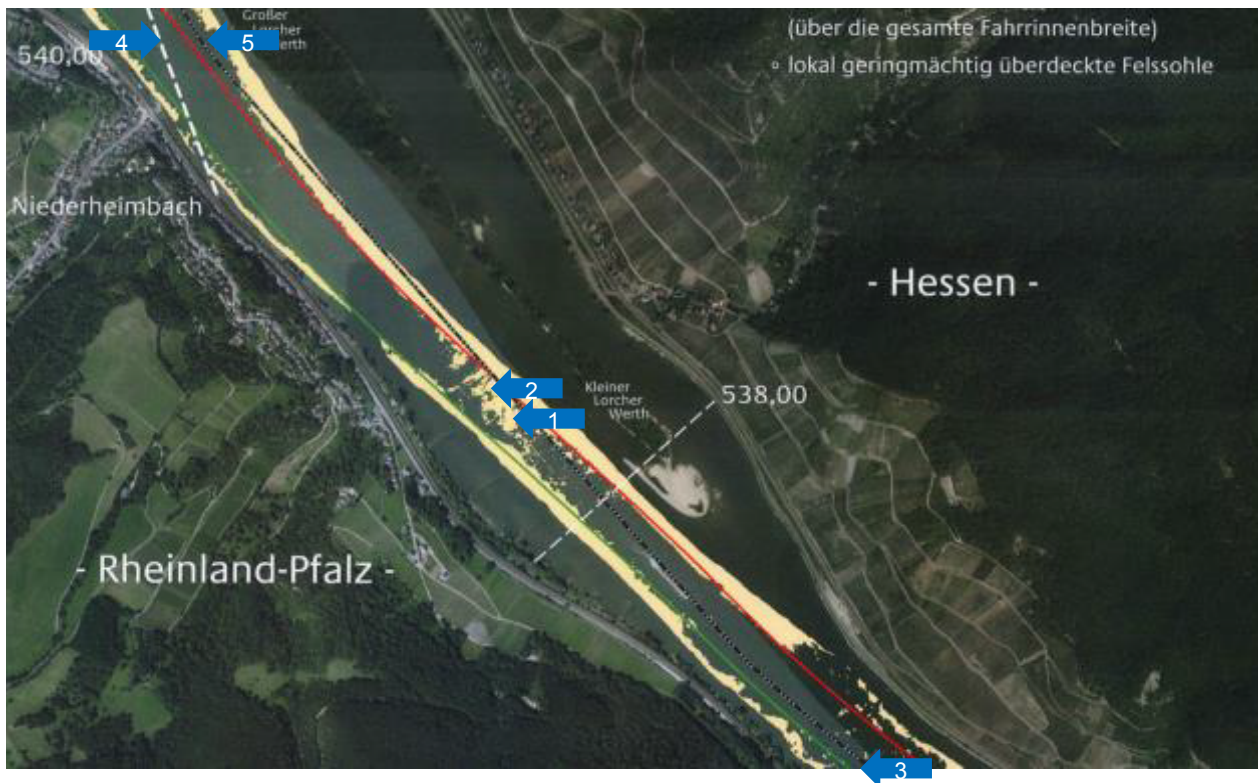 Großer
Lorcher
Werth
4
5
540,00
(über die gesamte Fahrrinnenbreite)
◦ lokal geringmächtig überdeckte Felssohle
Niederheimbach
- Hessen -
2
1
Kleiner
Lorcher
Werth
538,00
- Rheinland-Pfalz -
3